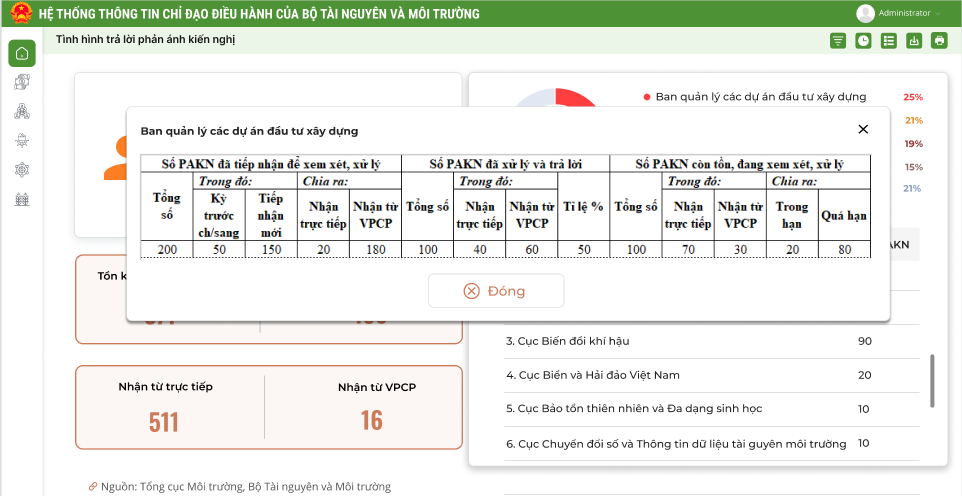 HỆ THỐNG THÔNG TIN CHỈ ĐẠO ĐIỀU HÀNH CỦA BỘ TÀI NGUYÊN VÀ MÔI TRƯỜNG
Administrator
Tình hình trả lời phản ánh kiến nghị
Ban quản lý các dự án đầu tư xây dựng 25%
21%
19%
15%
21%
Ban quản lý các dự án đầu tư xây dựng
Số PAKN đã tiếp nhận để xem xét, xử lý Số PAKN đã xử lý và trả lời Số PAKN còn tồn, đang xem xét, xử lý
Tổng số Trong đó: Chia ra: Tổng số Trong đó: Tỉ lệ % Tổng số Trong đó: Chia ra:
Kỳ trước ch/sang Tiếp nhận mới Nhận trực tiếp Nhận từ VPCP Nhận trực tiếp Nhận từ VPCP Nhận trực tiếp Nhận từ VPCP Trong hạn Quá hạn
200 50 150 20 180 100 40 60 50 100 70 30 20 80
Đóng
Tồn k
AKN
3. Cục Biến đổi khí hậu 90
4. Cục Biển và Hải đảo Việt Nam 20
5. Cục Bảo tồn thiên nhiên và Đa dạng sinh học 10
6. Cục Chuyển đổi số và Thông tin dữ liệu tài guyên môi trường 10
Nhận từ trực tiếp Nhận từ VPCP
511 16
Nguồn: Tổng cục Môi trường, Bộ Tài nguyên và Môi trường